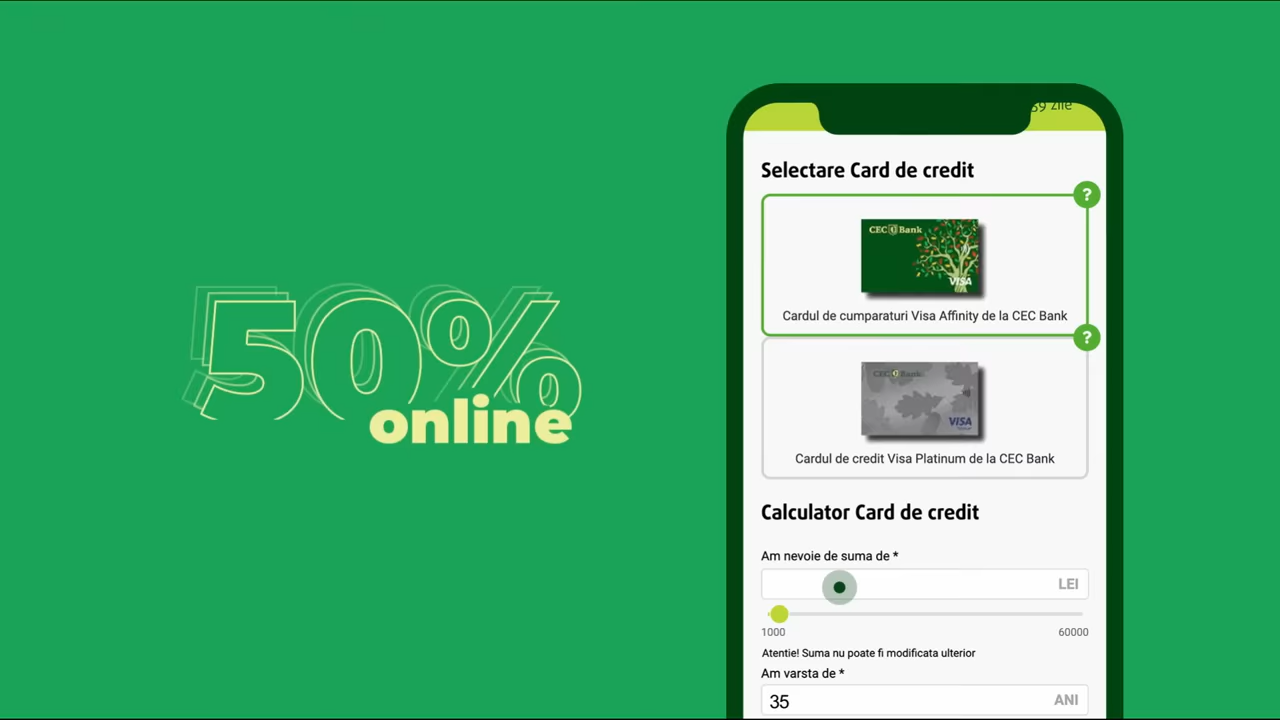 50%
online
39 zile
Selectare Card de credit
?
CEC Bank
VISA
Cardul de cumparaturi Visa Affinity de la CEC Bank
?
CEC Bank
VISA
Cardul de credit Visa Platinum de la CEC Bank
Calculator Card de credit
Am nevoie de suma de *
LEI
1000 60000
Atentie! Suma nu poate fi modificata ulterior
Am varsta de *
35 ANI